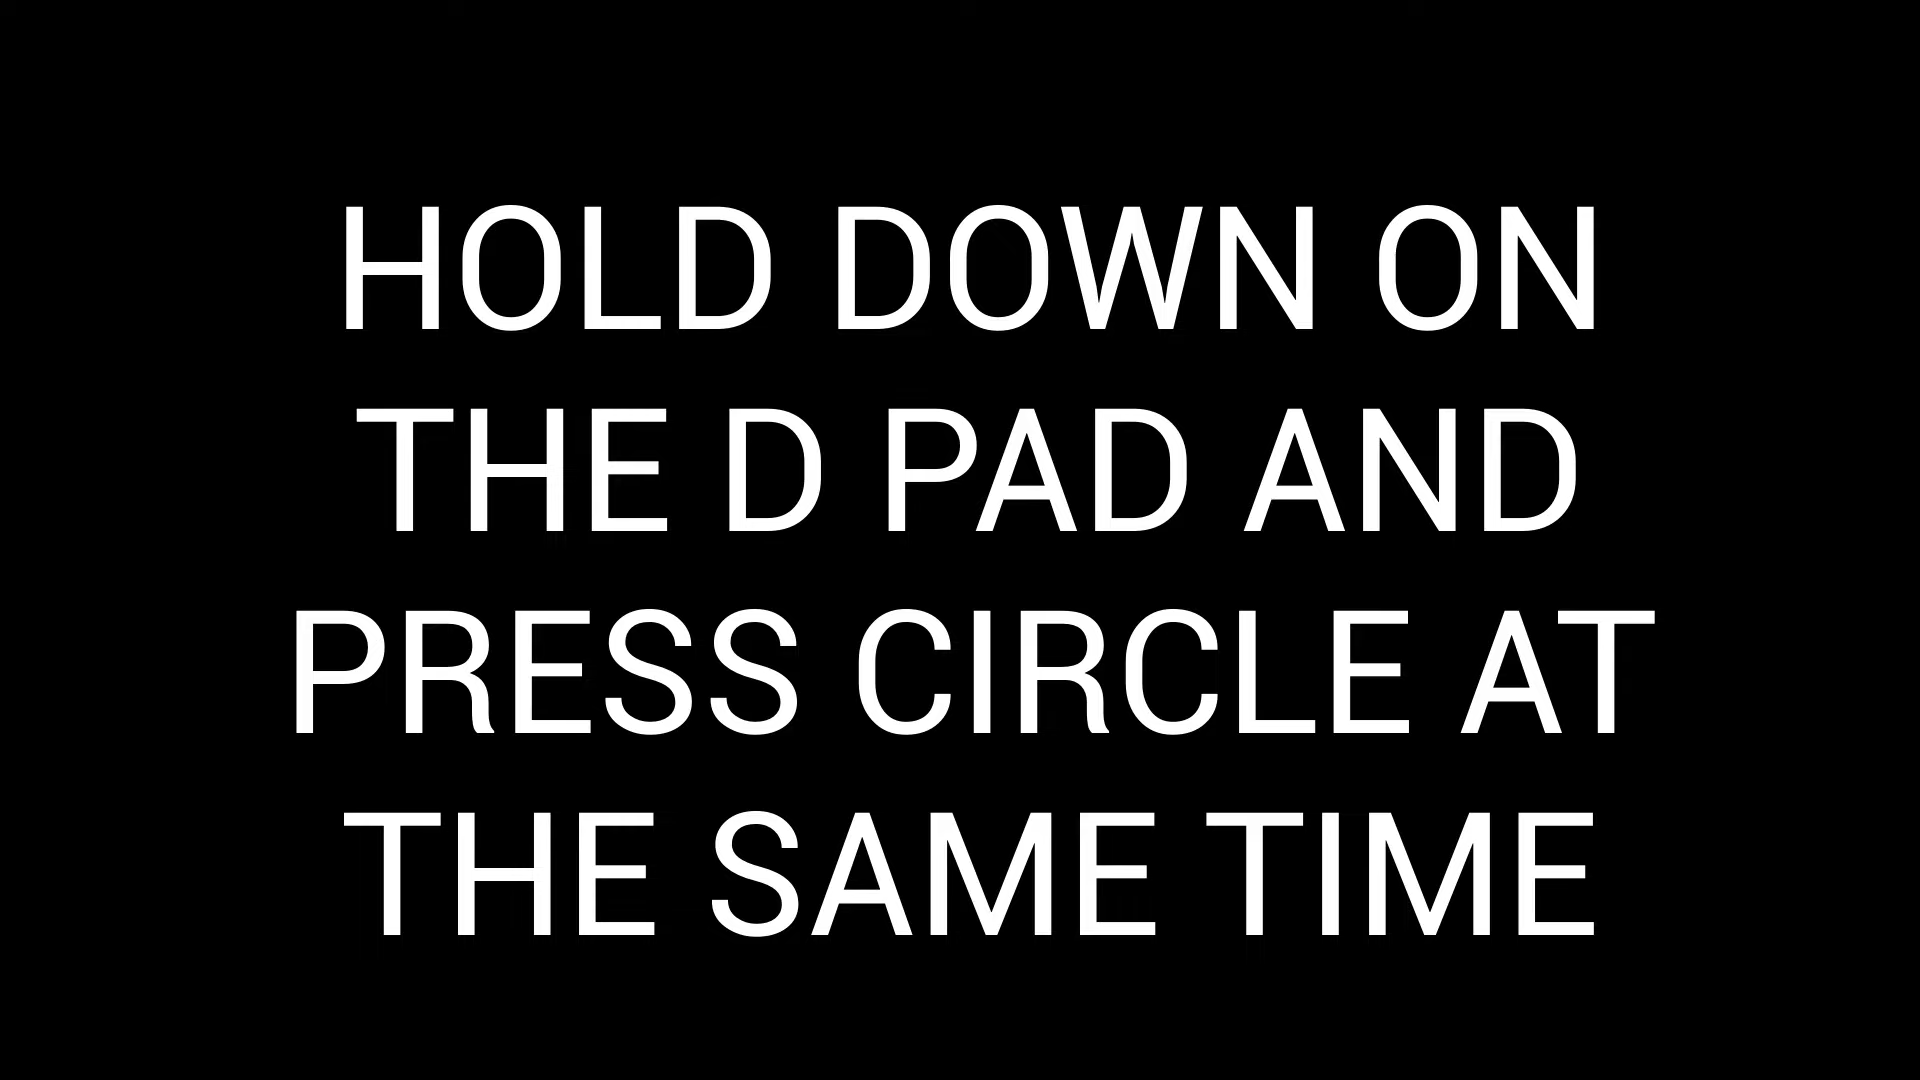 HOLD DOWN ON
THE D PAD AND
PRESS CIRCLE AT
THE SAME TIME